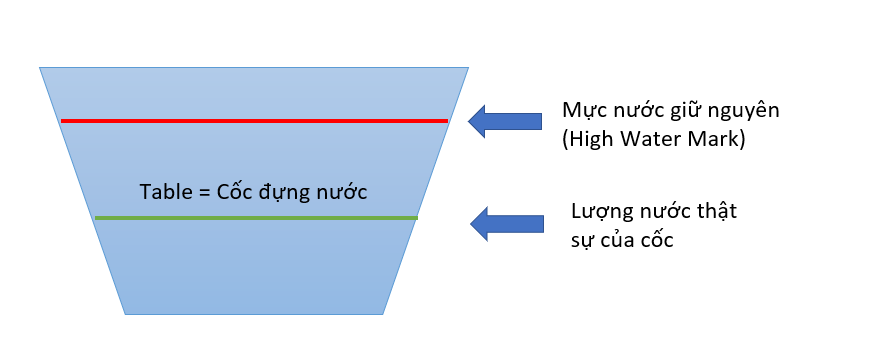 Mực nước giữ nguyên
(High Water Mark)
Table = Cốc đựng nước
Lượng nước thật
sự của cốc